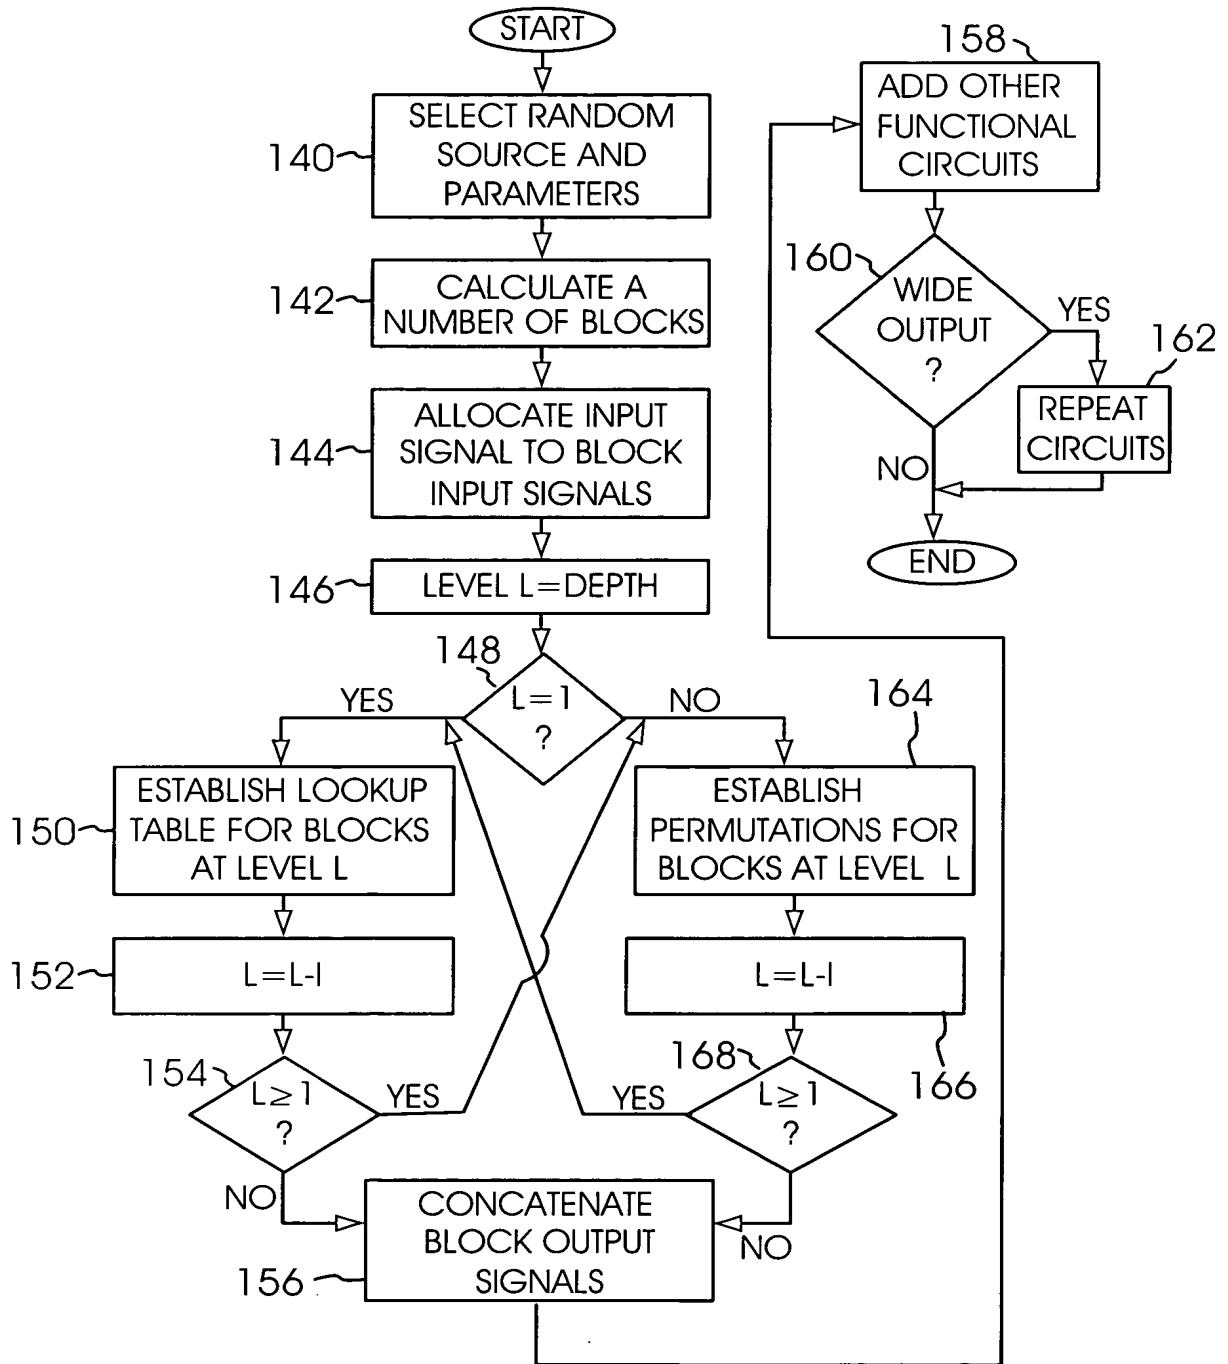 START
140
SELECT RANDOM
SOURCE AND
PARAMETERS
142
CALCULATE A
NUMBER OF BLOCKS
144
ALLOCATE INPUT
SIGNAL TO BLOCK
INPUT SIGNALS
146
LEVEL L=DEPTH
148
L=1
?
YES
NO
150
ESTABLISH LOOKUP
TABLE FOR BLOCKS
AT LEVEL L
152
L=L-I
154
L≥1
?
YES
NO
164
ESTABLISH
PERMUTATIONS FOR
BLOCKS AT LEVEL L
L=L-I
166
168
L≥1
?
YES
NO
156
CONCATENATE
BLOCK OUTPUT
SIGNALS
158
ADD OTHER
FUNCTIONAL
CIRCUITS
160
WIDE
OUTPUT
?
YES
NO
162
REPEAT
CIRCUITS
END